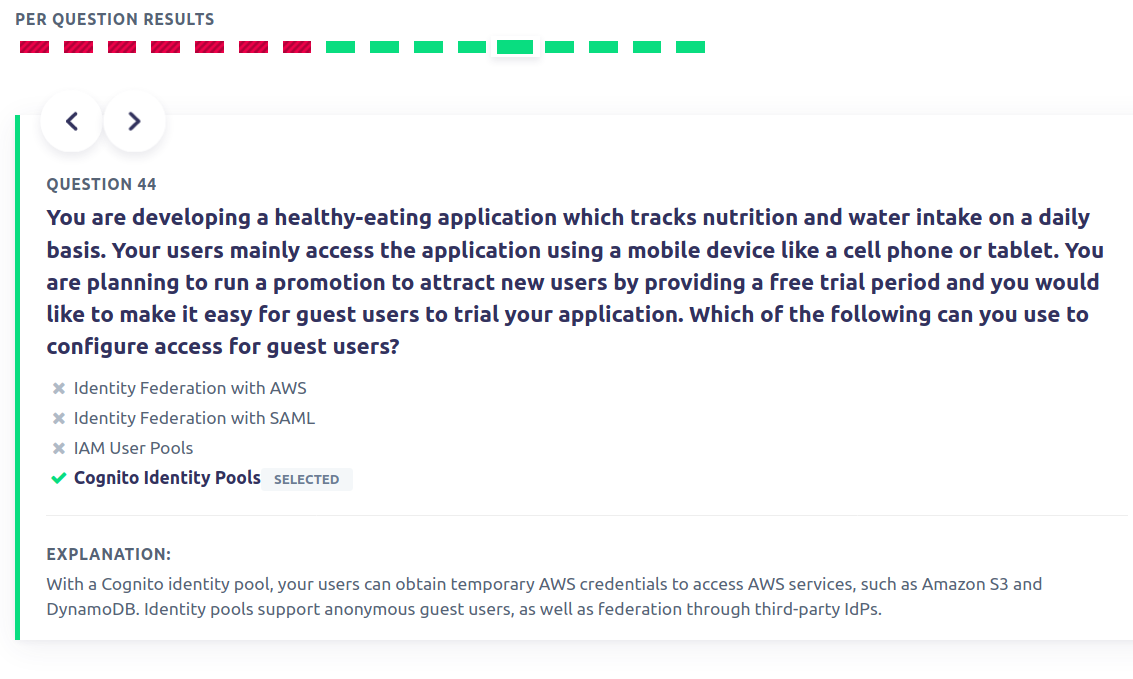 PER QUESTION RESULTS
QUESTION 44
You are developing a healthy-eating application which tracks nutrition and water intake on a daily
basis. Your users mainly access the application using a mobile device like a cell phone or tablet. You
are planning to run a promotion to attract new users by providing a free trial period and you would
like to make it easy for guest users to trial your application. Which of the following can you use to
configure access for guest users?
Identity Federation with AWS
Identity Federation with SAML
IAM User Pools
Cognito Identity Pools SELECTED
EXPLANATION:
With a Cognito identity pool, your users can obtain temporary AWS credentials to access AWS services, such as Amazon S3 and
DynamoDB. Identity pools support anonymous guest users, as well as federation through third-party IdPs.